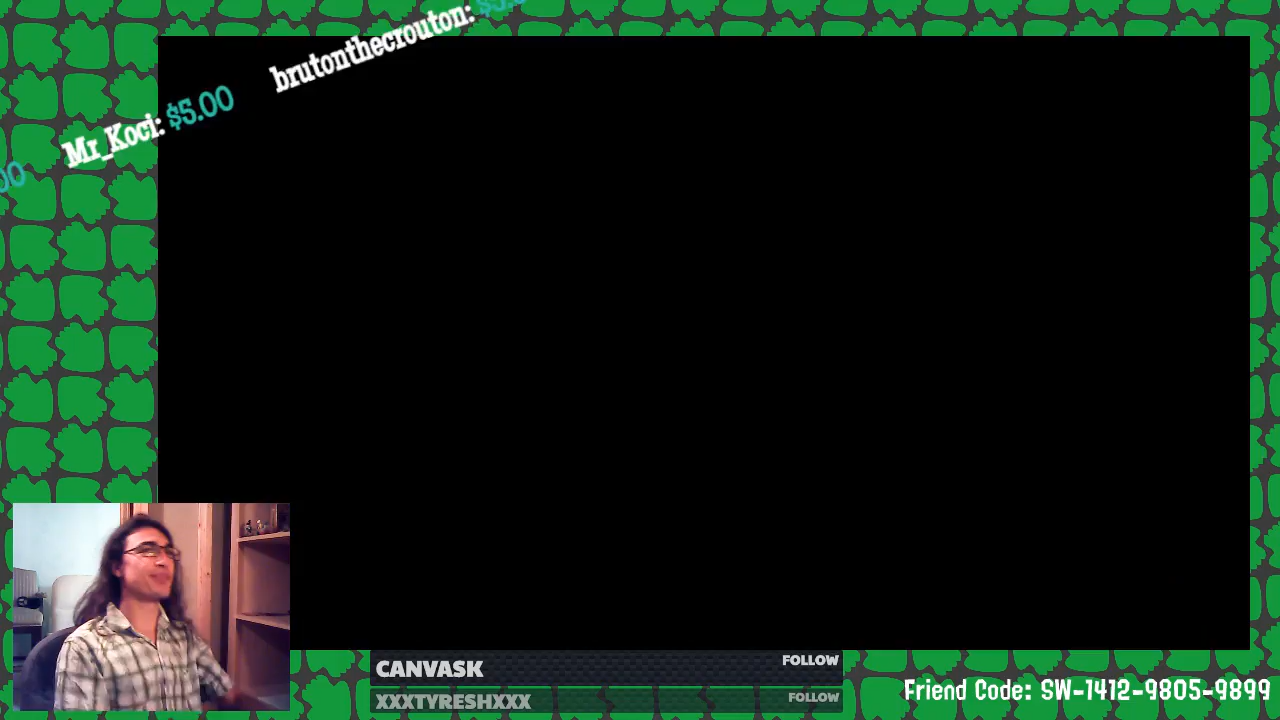 brutonthecrouton:
Mr_Koci: $5.00
CANVASK FOLLOW
XXXTYRESHXXX FOLLOW
Friend Code: SW-1412-9805-9899